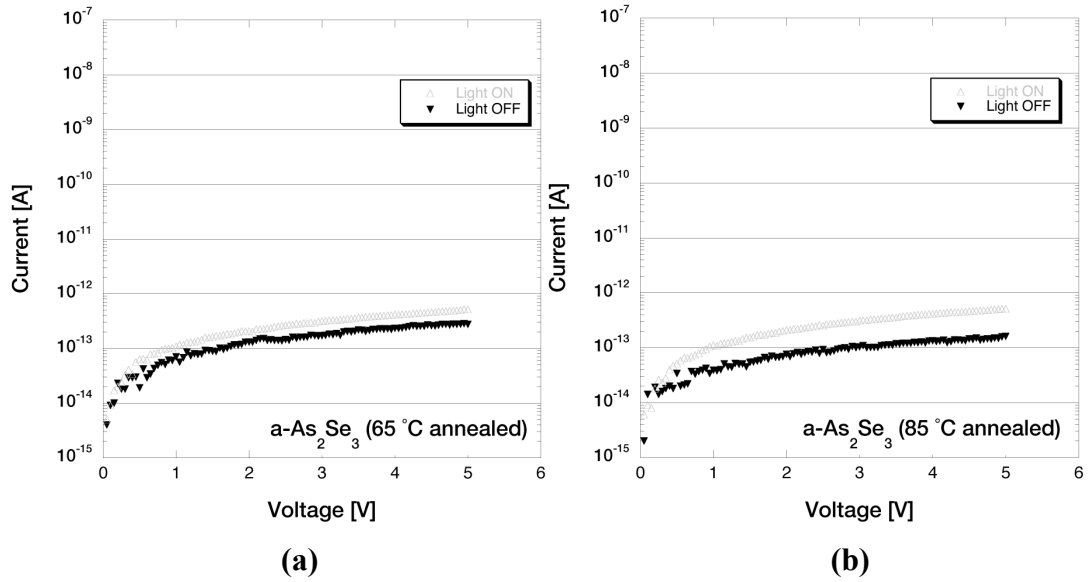 10⁻⁷
10⁻⁸
10⁻⁹
10⁻¹⁰
10⁻¹¹
10⁻¹²
10⁻¹³
10⁻¹⁴
10⁻¹⁵
Current [A]
Light ON
Light OFF
a-As₂Se₃ (65 °C annealed)
0 1 2 3 4 5 6
Voltage [V]
(a)
10⁻⁷
10⁻⁸
10⁻⁹
10⁻¹⁰
10⁻¹¹
10⁻¹²
10⁻¹³
10⁻¹⁴
10⁻¹⁵
Current [A]
Light ON
Light OFF
a-As₂Se₃ (85 °C annealed)
0 1 2 3 4 5 6
Voltage [V]
(b)